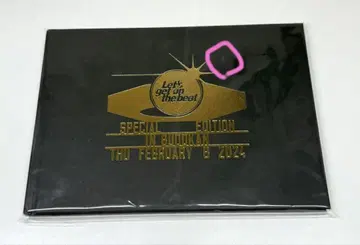 Let's
get on
the beat
SPECIAL EDITION
IN BUDOKAN
THU FEBRUARY 8 2024